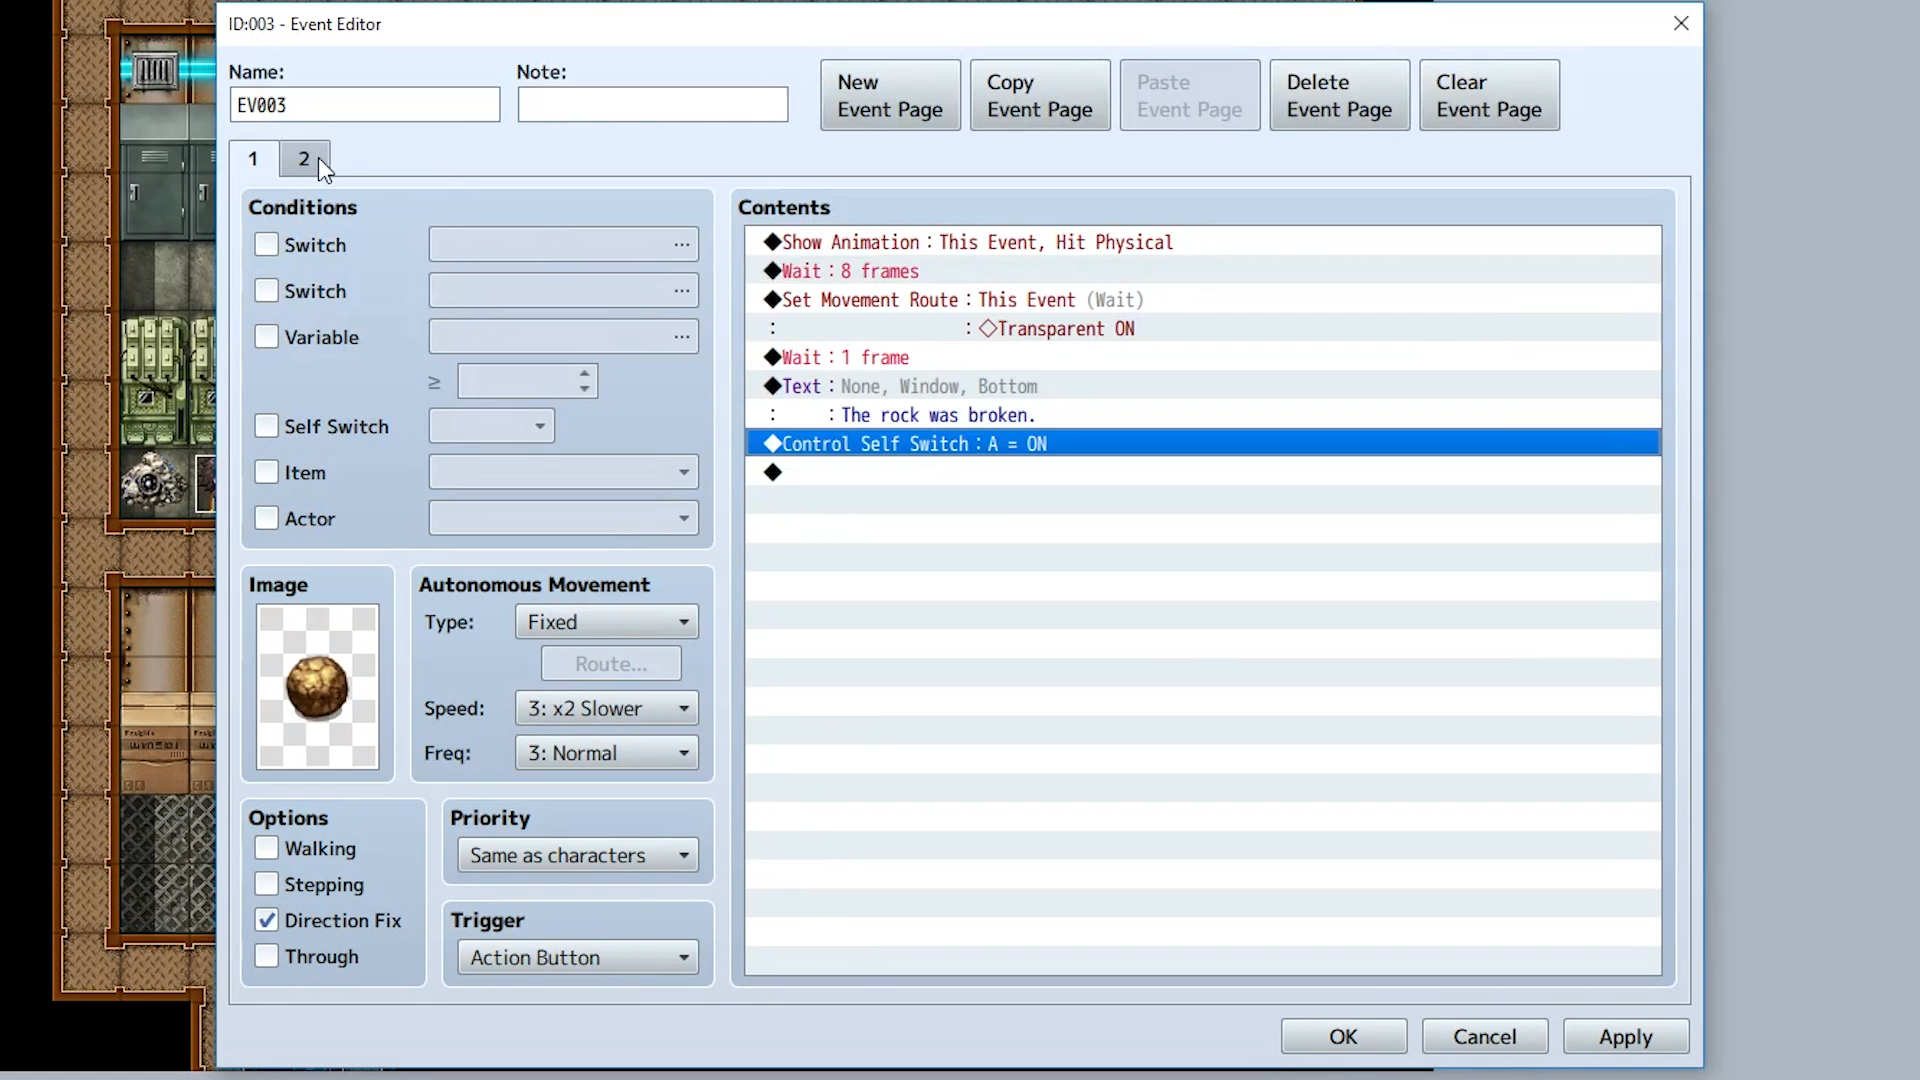 ID:003 - Event Editor
Name:
Note:
EV003
New
Event Page
Copy
Event Page
Paste
Event Page
Delete
Event Page
Clear
Event Page
1
2
Conditions
Switch
...
Switch
...
Variable
...
≥
Self Switch
Item
Actor
Image
Autonomous Movement
Type:
Fixed
Route...
Speed:
3: x2 Slower
Freq:
3: Normal
Options
Walking
Stepping
Direction Fix
Through
Priority
Same as characters
Trigger
Action Button
Contents
◆Show Animation：This Event, Hit Physical
◆Wait：8 frames
◆Set Movement Route：This Event (Wait)
：　　　　　　　　　：◇Transparent ON
◆Wait：1 frame
◆Text：None, Window, Bottom
：　　：The rock was broken.
◆Control Self Switch：A = ON
◆
OK
Cancel
Apply